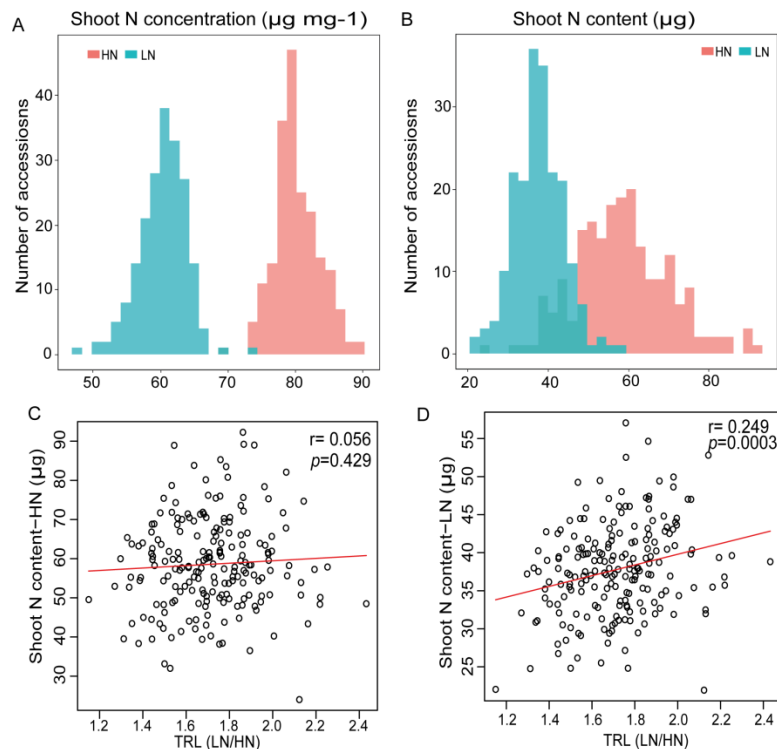 A
Shoot N concentration (µg mg-1)
HN LN
Number of accessiosns
40
30
20
10
0
50 60 70 80 90
B
Shoot N content (µg)
HN LN
Number of accessiosns
30
20
10
0
20 40 60 80
C
r= 0.056
p=0.429
Shoot N content−HN (µg)
90
80
70
60
50
40
30
1.2 1.4 1.6 1.8 2.0 2.2 2.4
TRL (LN/HN)
D
r= 0.249
p=0.0003
Shoot N content−LN (µg)
55
50
45
40
35
30
25
1.2 1.4 1.6 1.8 2.0 2.2 2.4
TRL (LN/HN)